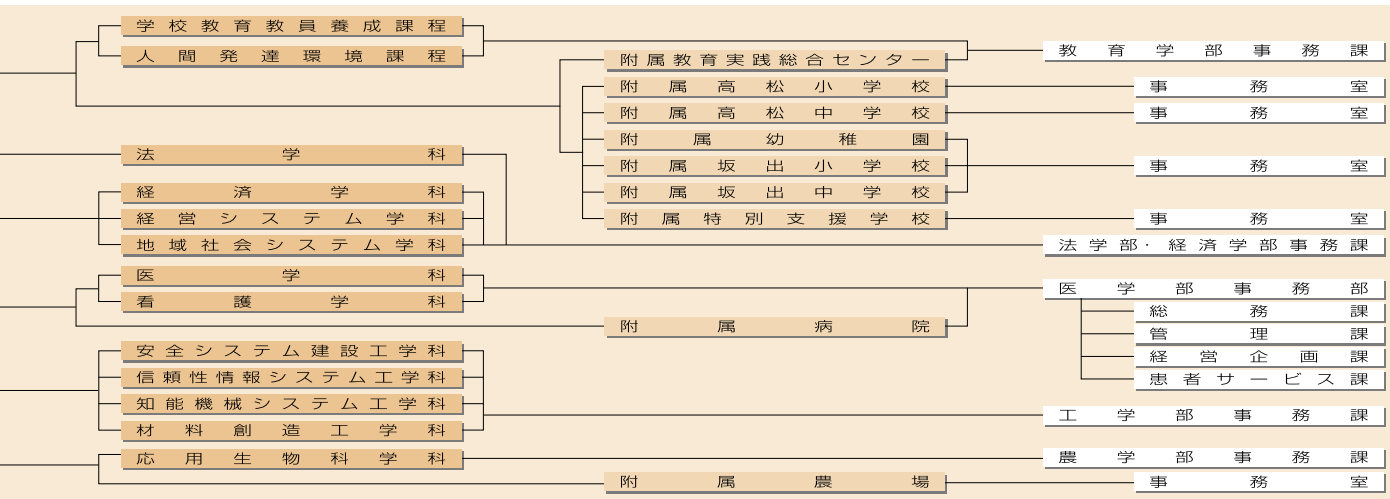 学校教育教員養成課程
人間発達環境課程
教育学部事務課
附属教育実践総合センター
附属高松小学校
事務室
附属高松中学校
事務室
附属幼稚園
法学科
附属坂出小学校
事務室
経済学科
附属坂出中学校
経営システム学科
附属特別支援学校
事務室
地域社会システム学科
法学部・経済学部事務課
医学科
医学部事務部
看護学科
総務課
附属病院
管理課
安全システム建設工学科
経営企画課
信頼性情報システム工学科
患者サービス課
知能機械システム工学科
工学部事務課
材料創造工学科
応用生物科学科
農学部事務課
附属農場
事務室